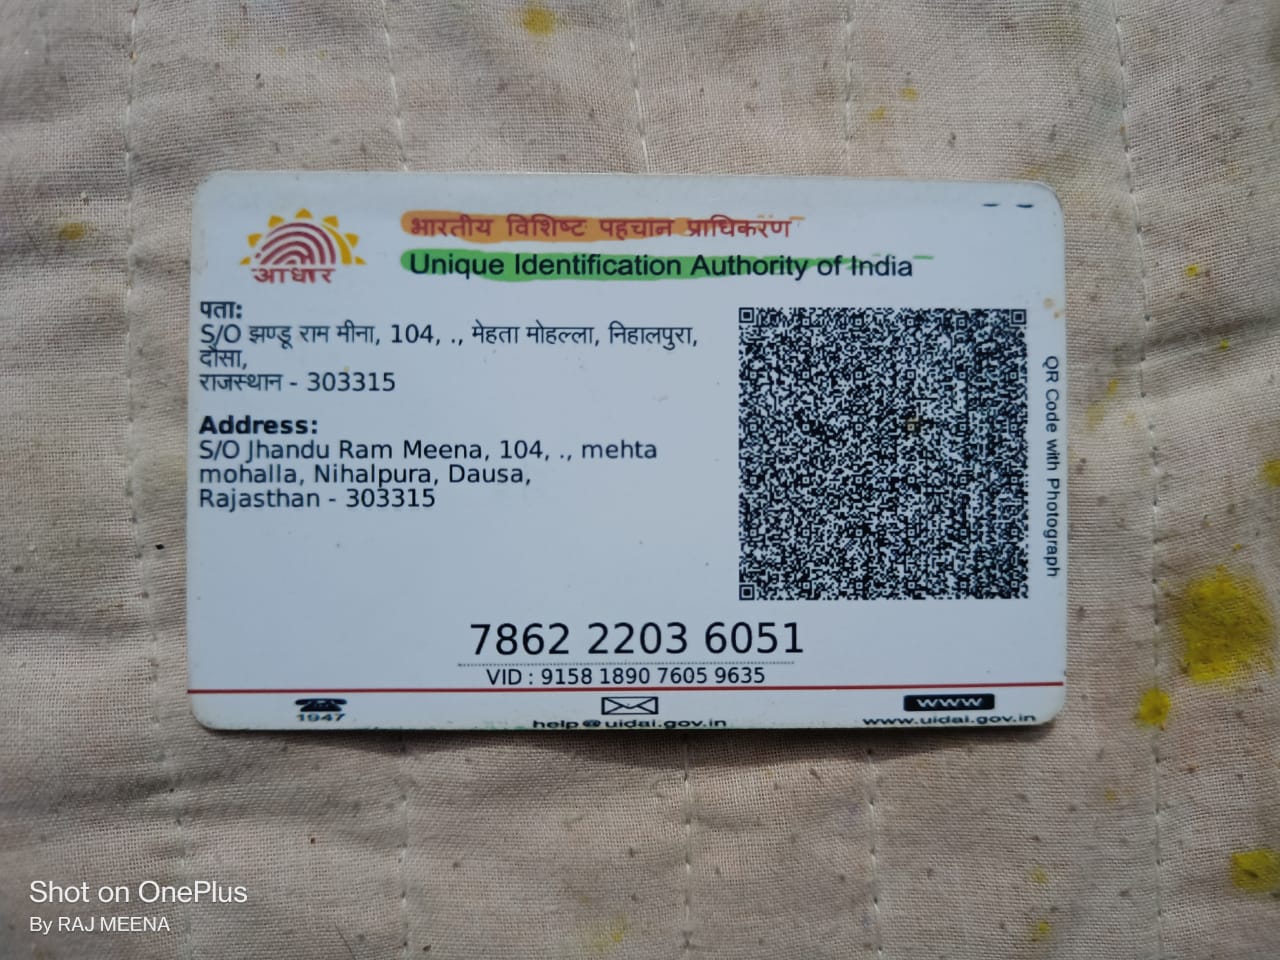 आधार
भारतीय विशिष्ट पहचान प्राधिकरण
Unique Identification Authority of India
पता:
S/O झण्डू राम मीना, 104, ., मेहता मोहल्ला, निहालपुरा,
दौसा,
राजस्थान - 303315
Address:
S/O Jhandu Ram Meena, 104, ., mehta
mohalla, Nihalpura, Dausa,
Rajasthan - 303315
QR Code with Photograph
7862 2203 6051
VID : 9158 1890 7605 9635
1947
help@uidai.gov.in
www
www.uidai.gov.in
Shot on OnePlus
By RAJ MEENA